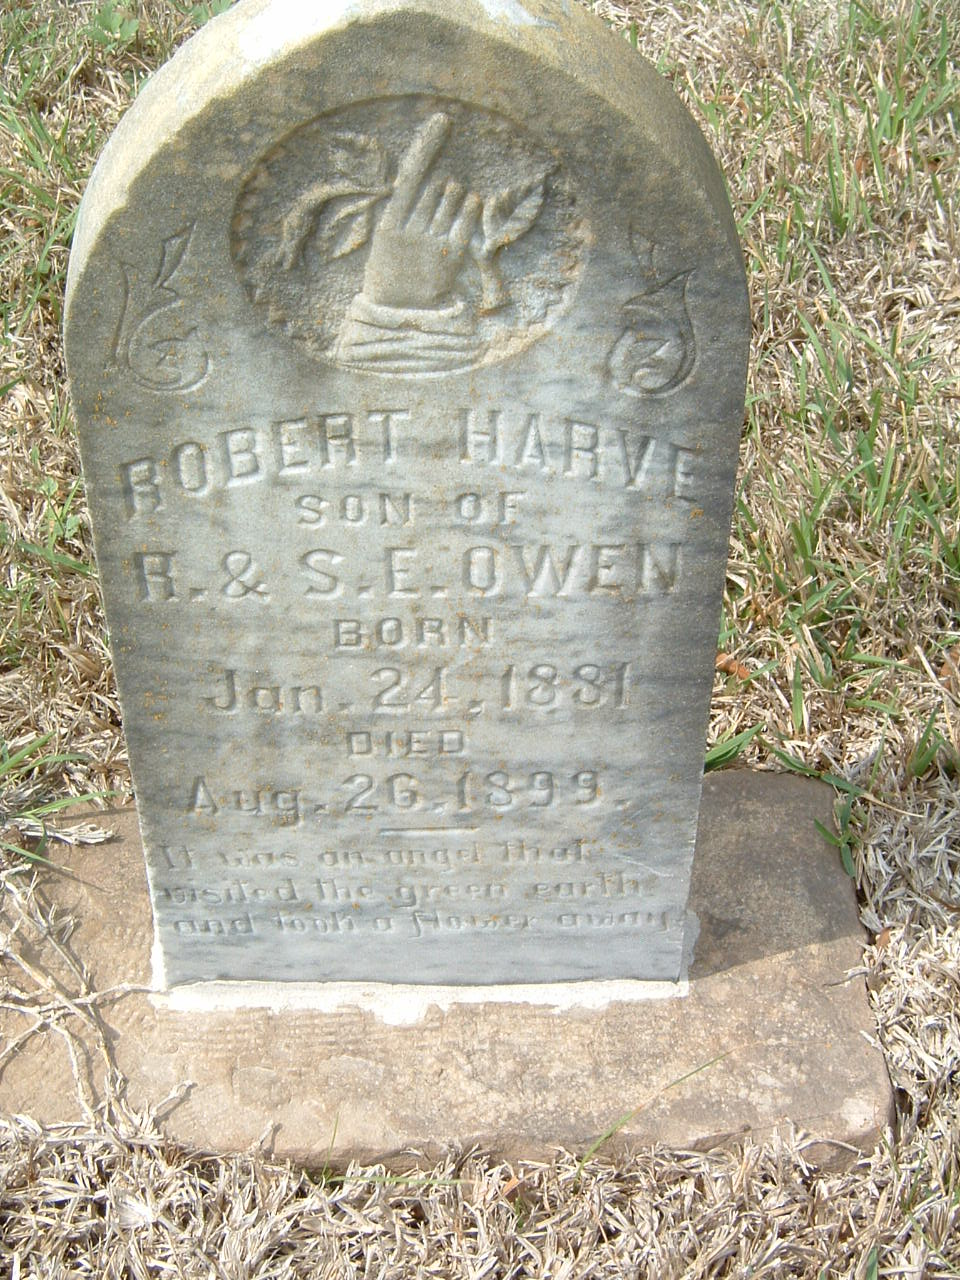 ROBERT HARVE
SON OF
R. & S. E. OWEN
BORN
Jan. 24, 1881
DIED
Aug. 26, 1899.
It was an angel that
visited the green earth
and took a flower away.